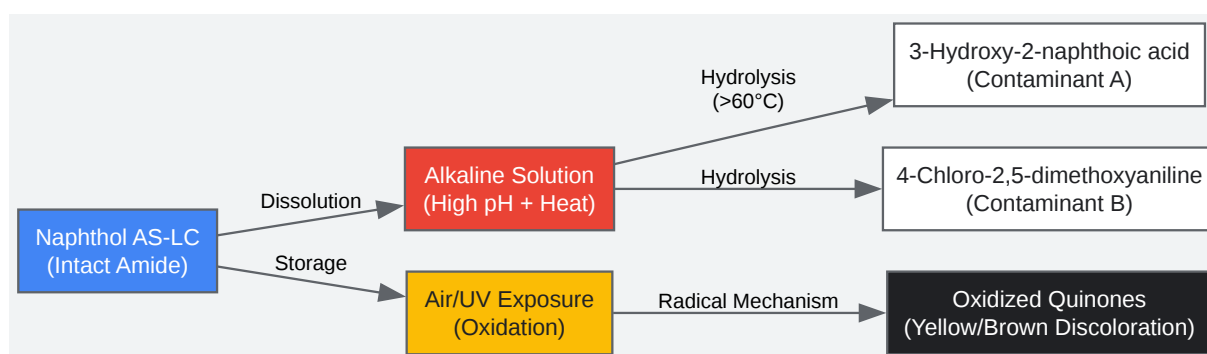 Naphthol AS-LC
(Intact Amide)
Dissolution
Storage
Alkaline Solution
(High pH + Heat)
Air/UV Exposure
(Oxidation)
Hydrolysis
(>60°C)
Hydrolysis
Radical Mechanism
3-Hydroxy-2-naphthoic acid
(Contaminant A)
4-Chloro-2,5-dimethoxyaniline
(Contaminant B)
Oxidized Quinones
(Yellow/Brown Discoloration)